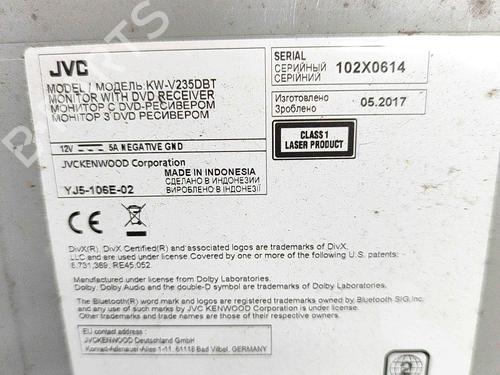 JVC
MODEL / МОДЕЛЬ: KW-V235DBT
MONITOR WITH DVD RECEIVER
МОНИТОР С DVD-РЕСИВЕРОМ
МОНІТОР З DVD РЕСИВЕРОМ
12V 5A NEGATIVE GND
JVCKENWOOD Corporation
MADE IN INDONESIA
СДЕЛАНО В ИНДОНЕЗИИ
YJ5-106E-02
ВИРОБЛЕНО В ІНДОНЕЗІЇ
SERIAL
СЕРИЙНЫЙ 102X0614
СЕРІЙНИЙ
Изготовлено
Зроблено 05.2017
CLASS 1
LASER PRODUCT
CE
DivX(R), DivX Certified(R) and associated logos are trademarks of DivX,
LLC and are used under license. Covered by one or more of the following U.S. patents:
8,731,369; RE45,052
Manufactured under license from Dolby Laboratories.
Dolby, Dolby Audio and the double-D symbol are trademarks of Dolby Laboratories.
The Bluetooth(R) word mark and logos are registered trademarks owned by Bluetooth SIG,Inc.
and any use of such marks by JVC KENWOOD Corporation is under license.
Other trademarks and trade names are those of their respective owners.
EU contact address :
JVCKENWOOD Deutschland GmbH
Konrad-Adenauer-Allee 1-11, 61118 Bad Vilbel, GERMANY